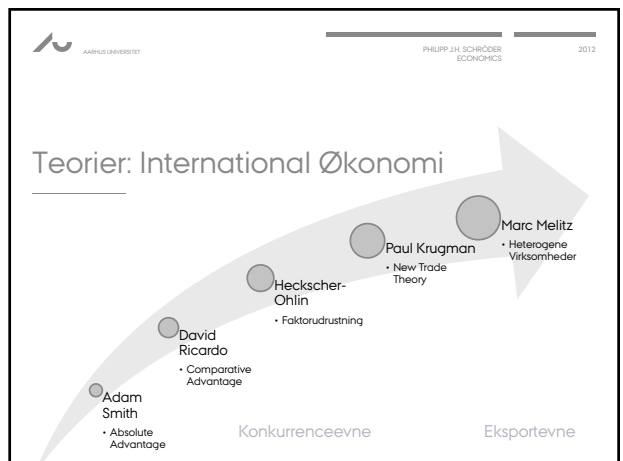 AARHUS UNIVERSITET
PHILIPP J.H. SCHRÖDER
ECONOMICS
2012
Teorier: International Økonomi
Marc Melitz
• Heterogene
Virksomheder
Paul Krugman
• New Trade
Theory
Heckscher-
Ohlin
• Faktorudrustning
David
Ricardo
• Comparative
Advantage
Adam
Smith
• Absolute
Advantage
Konkurrenceevne
Eksportevne